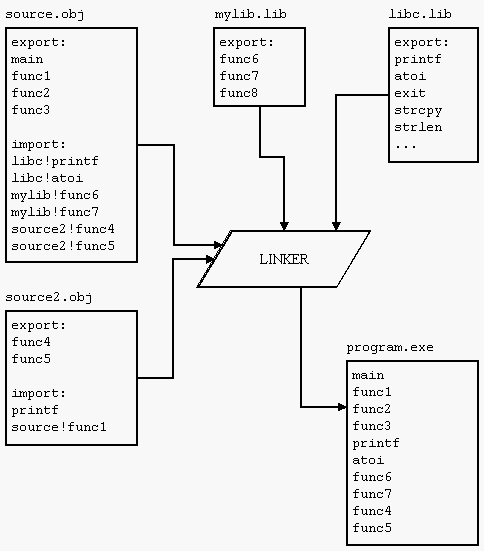 source.obj
export:
main
func1
func2
func3
import:
libc!printf
libc!atoi
mylib!func6
mylib!func7
source2!func4
source2!func5
mylib.lib
export:
func6
func7
func8
libc.lib
export:
printf
atoi
exit
strcpy
strlen
...
LINKER
source2.obj
export:
func4
func5
import:
printf
source!func1
program.exe
main
func1
func2
func3
printf
atoi
func6
func7
func4
func5